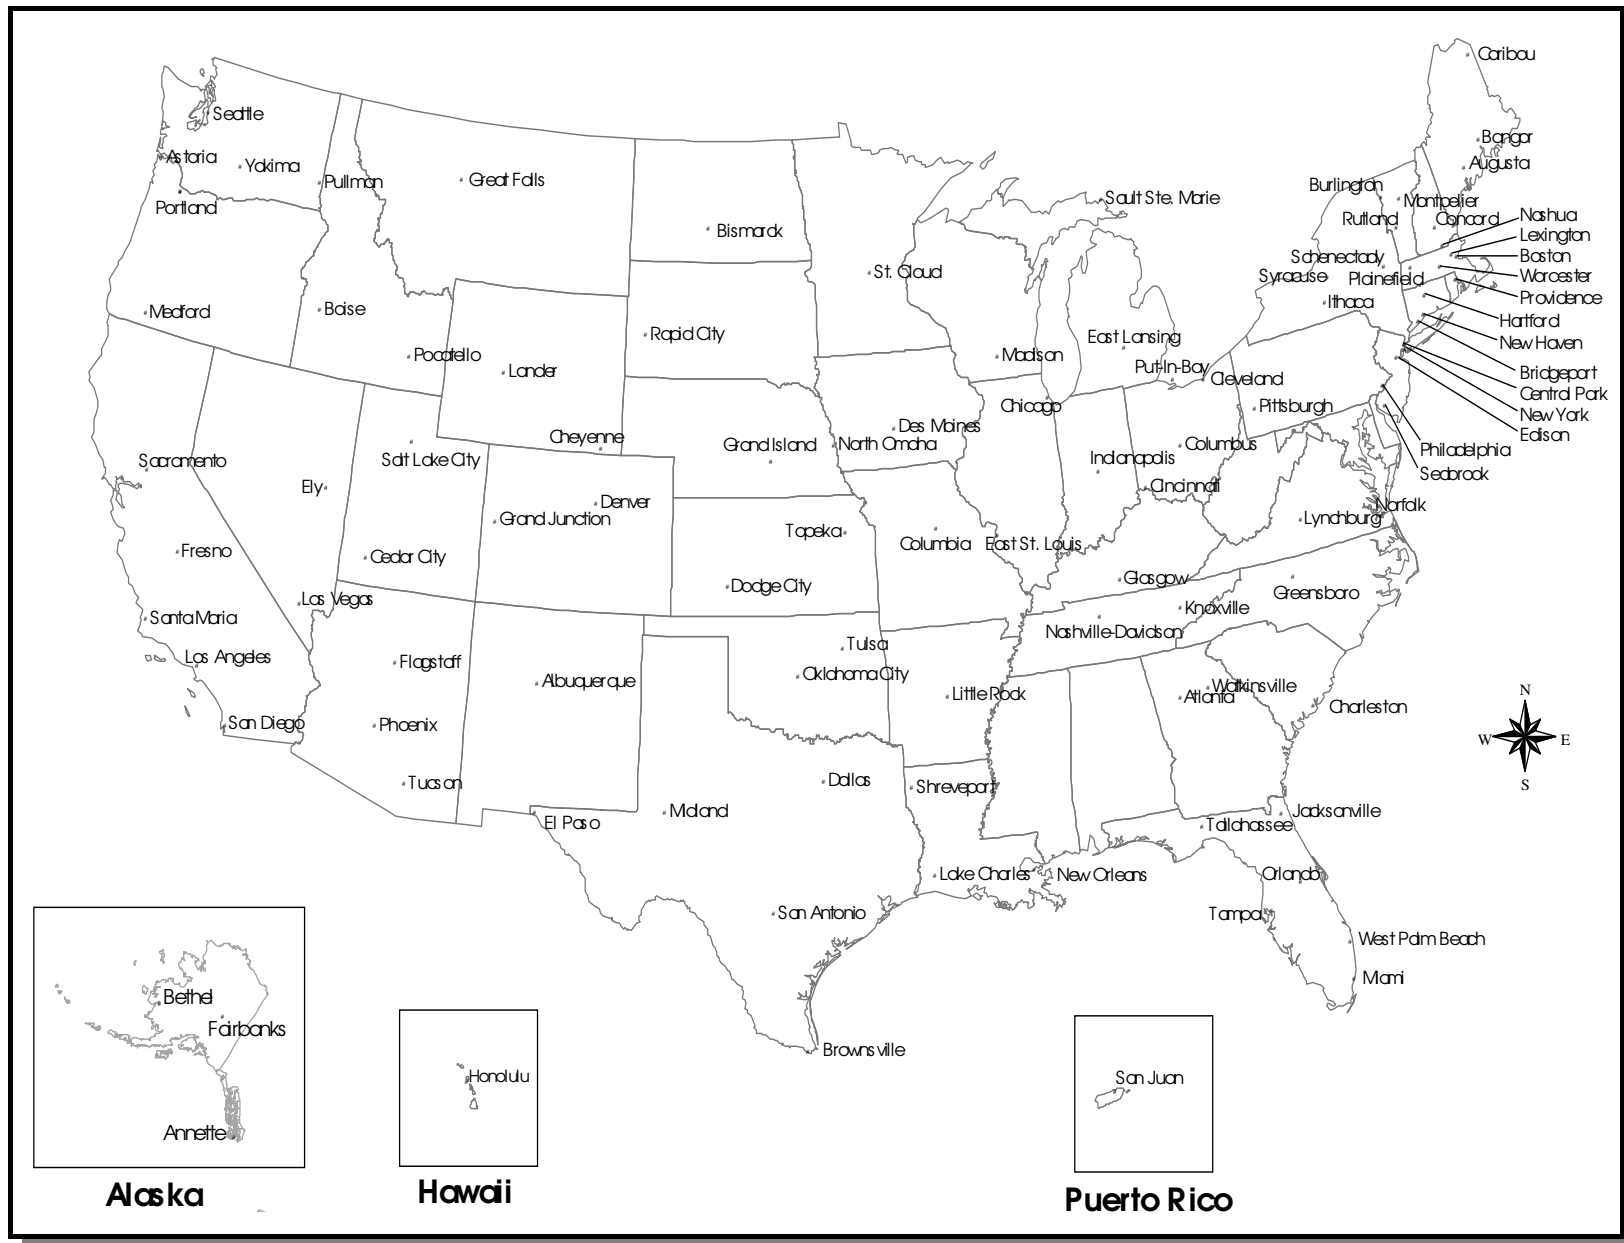 Caribou
Seattle
Bangor
Astoria
Yakima
Augusta
Pullman
Great Falls
Burlington
Sault Ste. Marie
Montpelier
Portland
Nashua
Rutland
Concord
Bismarck
Lexington
Schenectady
Boston
St. Cloud
Syracuse
Plainefield
Worcester
Providence
Ithaca
Medford
Boise
Hartford
Rapid City
East Lansing
New Haven
Pocatello
Madison
Lander
Put-In-Bay
Bridgeport
Cleveland
Central Park
Chicago
Pittsburgh
New York
Des Moines
Edison
Cheyenne
Grand Island
North Omaha
Columbus
Philadelphia
Sacramento
Salt Lake City
Indianapolis
Seabrook
Ely
Cincinnati
Denver
Norfolk
Grand Junction
Lynchburg
Topeka
Columbia
East St. Louis
Fresno
Cedar City
Glasgow
Dodge City
Greensboro
Las Vegas
Knoxville
Santa Maria
Nashville-Davidson
Tulsa
Los Angeles
Flagstaff
Oklahoma City
Albuquerque
Watkinsville
Little Rock
Atlanta
N
Charleston
San Diego
Phoenix
W
E
Tucson
Dallas
Shreveport
S
Midland
Jacksonville
El Paso
Tallahassee
Lake Charles
New Orleans
Orlando
San Antonio
Tampa
West Palm Beach
Miami
Bethel
Fairbanks
Brownsville
Honolulu
San Juan
Annette
Alaska
Hawaii
Puerto Rico